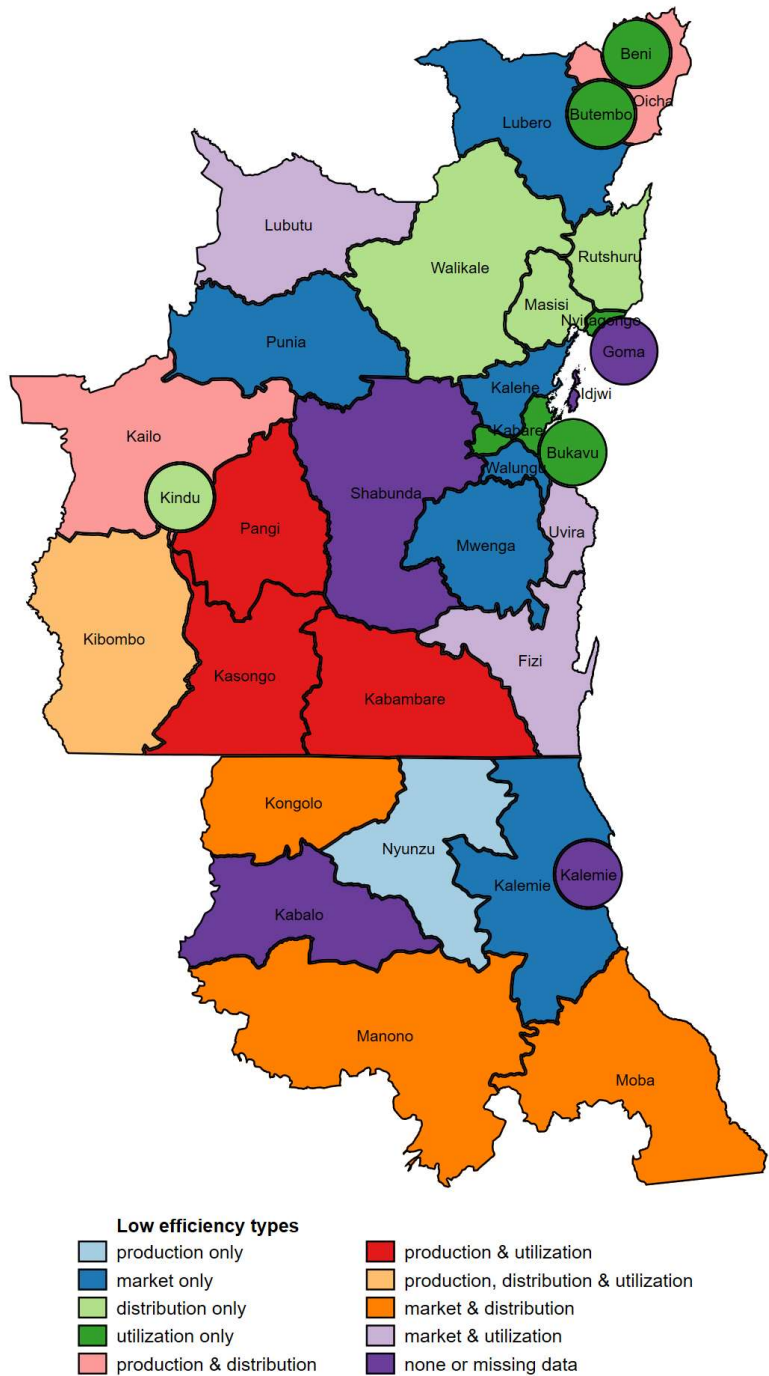 Beni
Oicha
Butembo
Lubero
Lubutu
Walikale
Rutshuru
Masisi
Nyiragongo
Punia
Goma
Kalehe
Idjwi
Kailo
Kabare
Bukavu
Walungu
Shabunda
Kindu
Pangi
Mwenga
Uvira
Kibombo
Fizi
Kasongo
Kabambare
Kongolo
Nyunzu
Kalemie
Kalemie
Kabalo
Manono
Moba
Low efficiency types
production only
market only
distribution only
utilization only
production & distribution
production & utilization
production, distribution & utilization
market & distribution
market & utilization
none or missing data